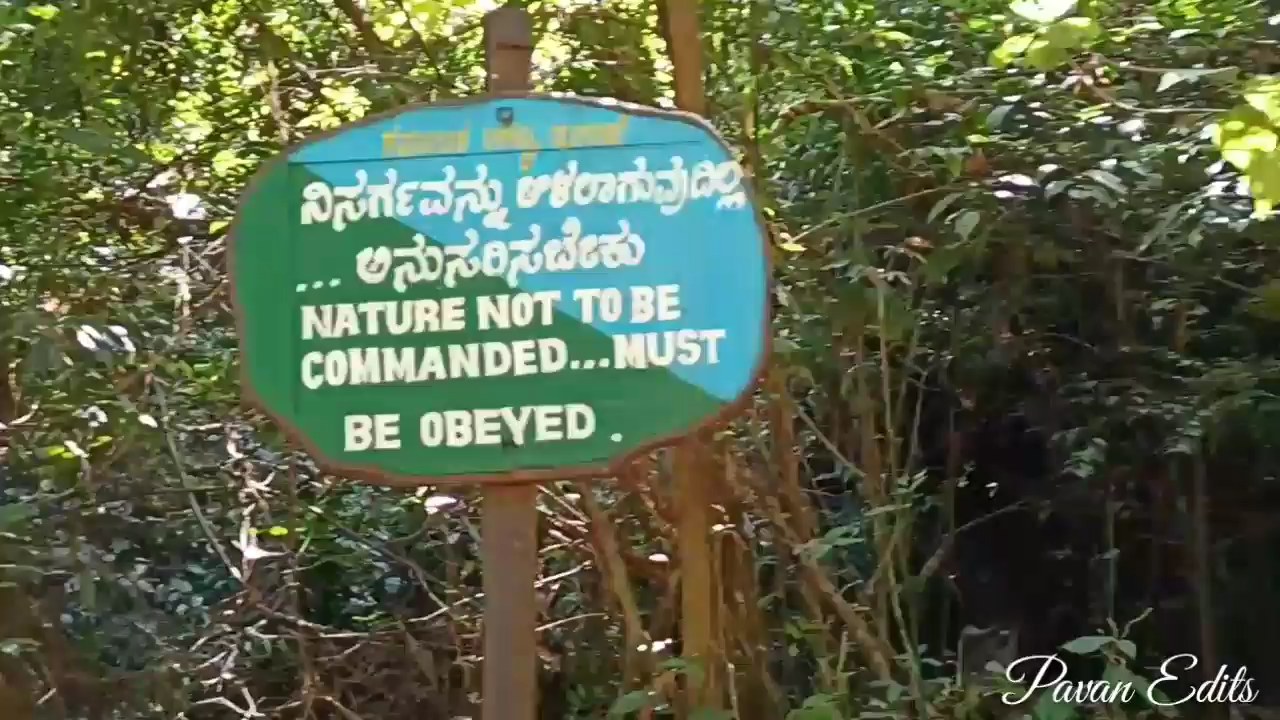 ನಿಸರ್ಗವನ್ನು ಆಳಲಾಗುವುದಿಲ್ಲ
... ಅನುಸರಿಸಬೇಕು
NATURE NOT TO BE
COMMANDED...MUST
BE OBEYED .
Pavan Edits